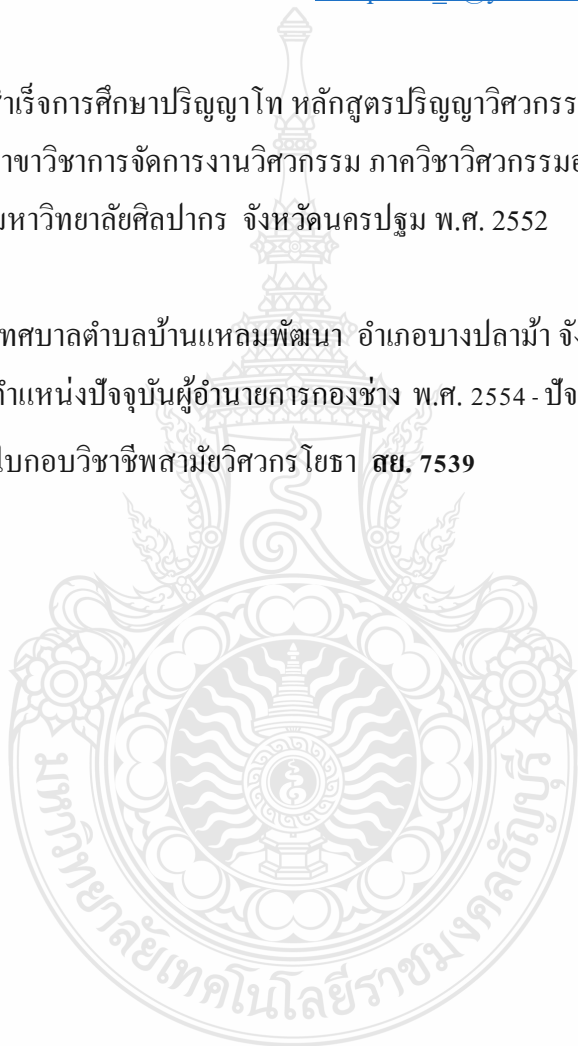 สำเร็จการศึกษาปริญญาโท หลักสูตรปริญญาวิศวกรร
าขาวิชาการจัดการงานวิศวกรรม ภาควิชาวิศวกรรมอ
มหาวิทยาลัยศิลปากร จังหวัดนครปฐม พ.ศ. 2552
ทศบาลตำบลบ้านแหลมพัฒนา อำเภอบางปลาม้า จัง
ตำแหน่งปัจจุบันผู้อำนายการกองช่าง พ.ศ. 2554 - ปัจ
ใบกอบวิชาชีพสามัยวิศวกรโยธา สย. 7539
มหาวิทยาลัยเทคโนโลยีราชมงคลธัญบุรี